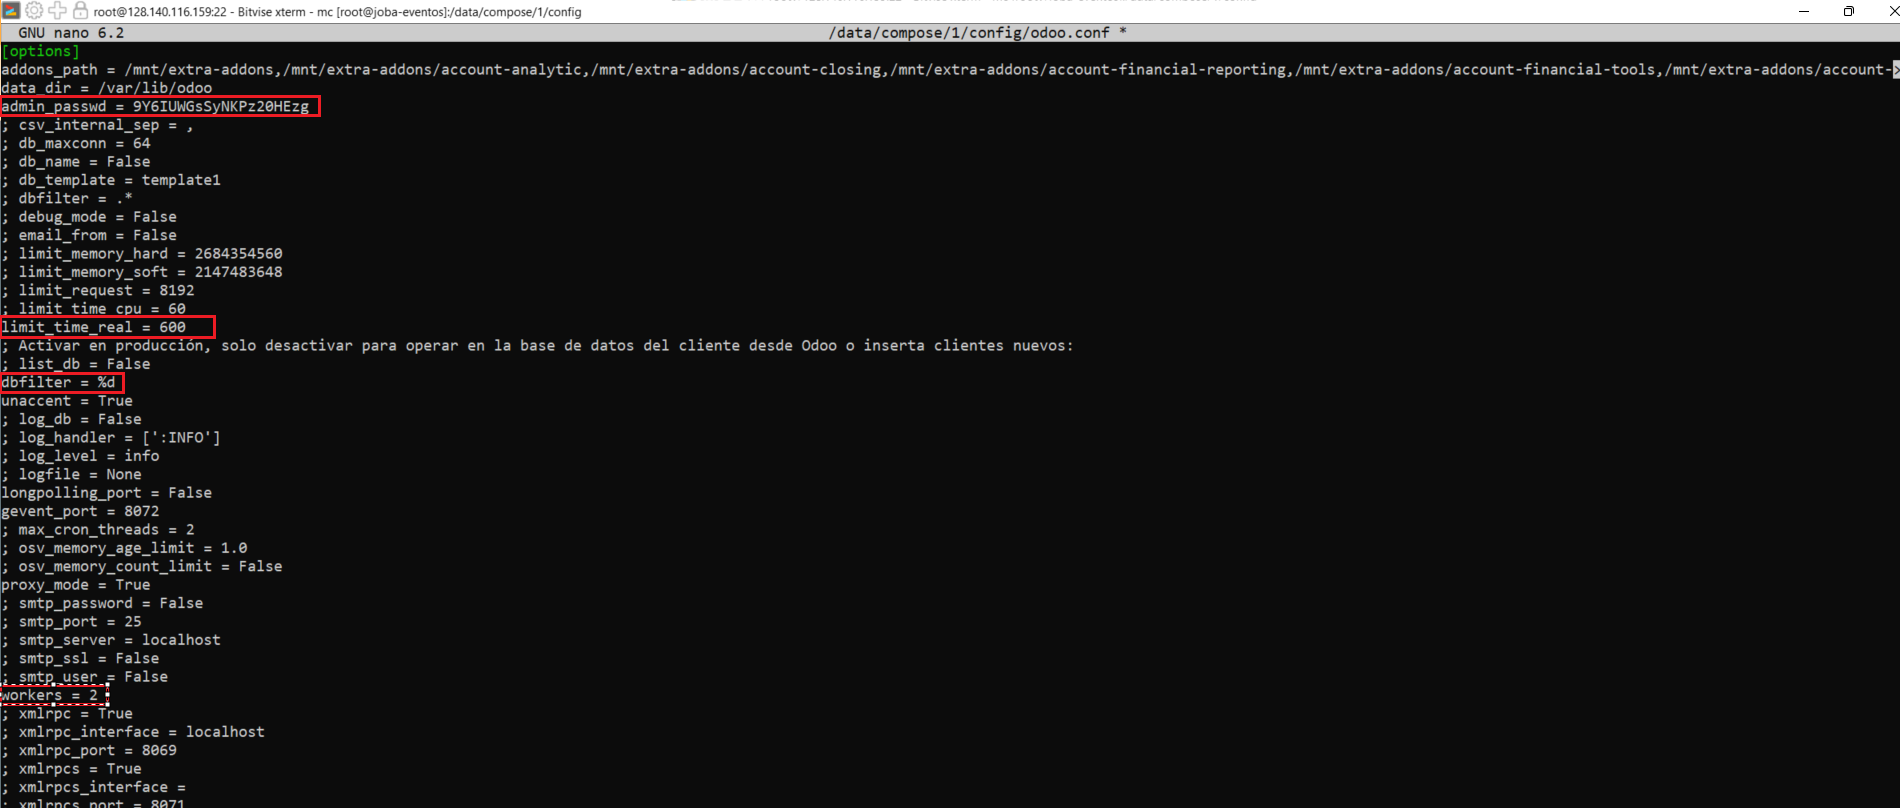 root@128.140.116.159:22 - Bitvise xterm - mc [root@joba-eventos]:/data/compose/1/config
GNU nano 6.2 /data/compose/1/config/odoo.conf *
[options]
addons_path = /mnt/extra-addons,/mnt/extra-addons/account-analytic,/mnt/extra-addons/account-closing,/mnt/extra-addons/account-financial-reporting,/mnt/extra-addons/account-financial-tools,/mnt/extra-addons/account->
data_dir = /var/lib/odoo
admin_passwd = 9Y6IUWGsSyNKPz20HEzg
; csv_internal_sep = ,
; db_maxconn = 64
; db_name = False
; db_template = template1
; dbfilter = .*
; debug_mode = False
; email_from = False
; limit_memory_hard = 2684354560
; limit_memory_soft = 2147483648
; limit_request = 8192
; limit_time_cpu = 60
limit_time_real = 600
; Activar en producción, solo desactivar para operar en la base de datos del cliente desde Odoo o inserta clientes nuevos:
; list_db = False
dbfilter = %d
unaccent = True
; log_db = False
; log_handler = [':INFO']
; log_level = info
; logfile = None
longpolling_port = False
gevent_port = 8072
; max_cron_threads = 2
; osv_memory_age_limit = 1.0
; osv_memory_count_limit = False
proxy_mode = True
; smtp_password = False
; smtp_port = 25
; smtp_server = localhost
; smtp_ssl = False
; smtp_user = False
workers = 2
; xmlrpc = True
; xmlrpc_interface = localhost
; xmlrpc_port = 8069
; xmlrpcs = True
; xmlrpcs_interface =
; xmlrpcs_port = 8071